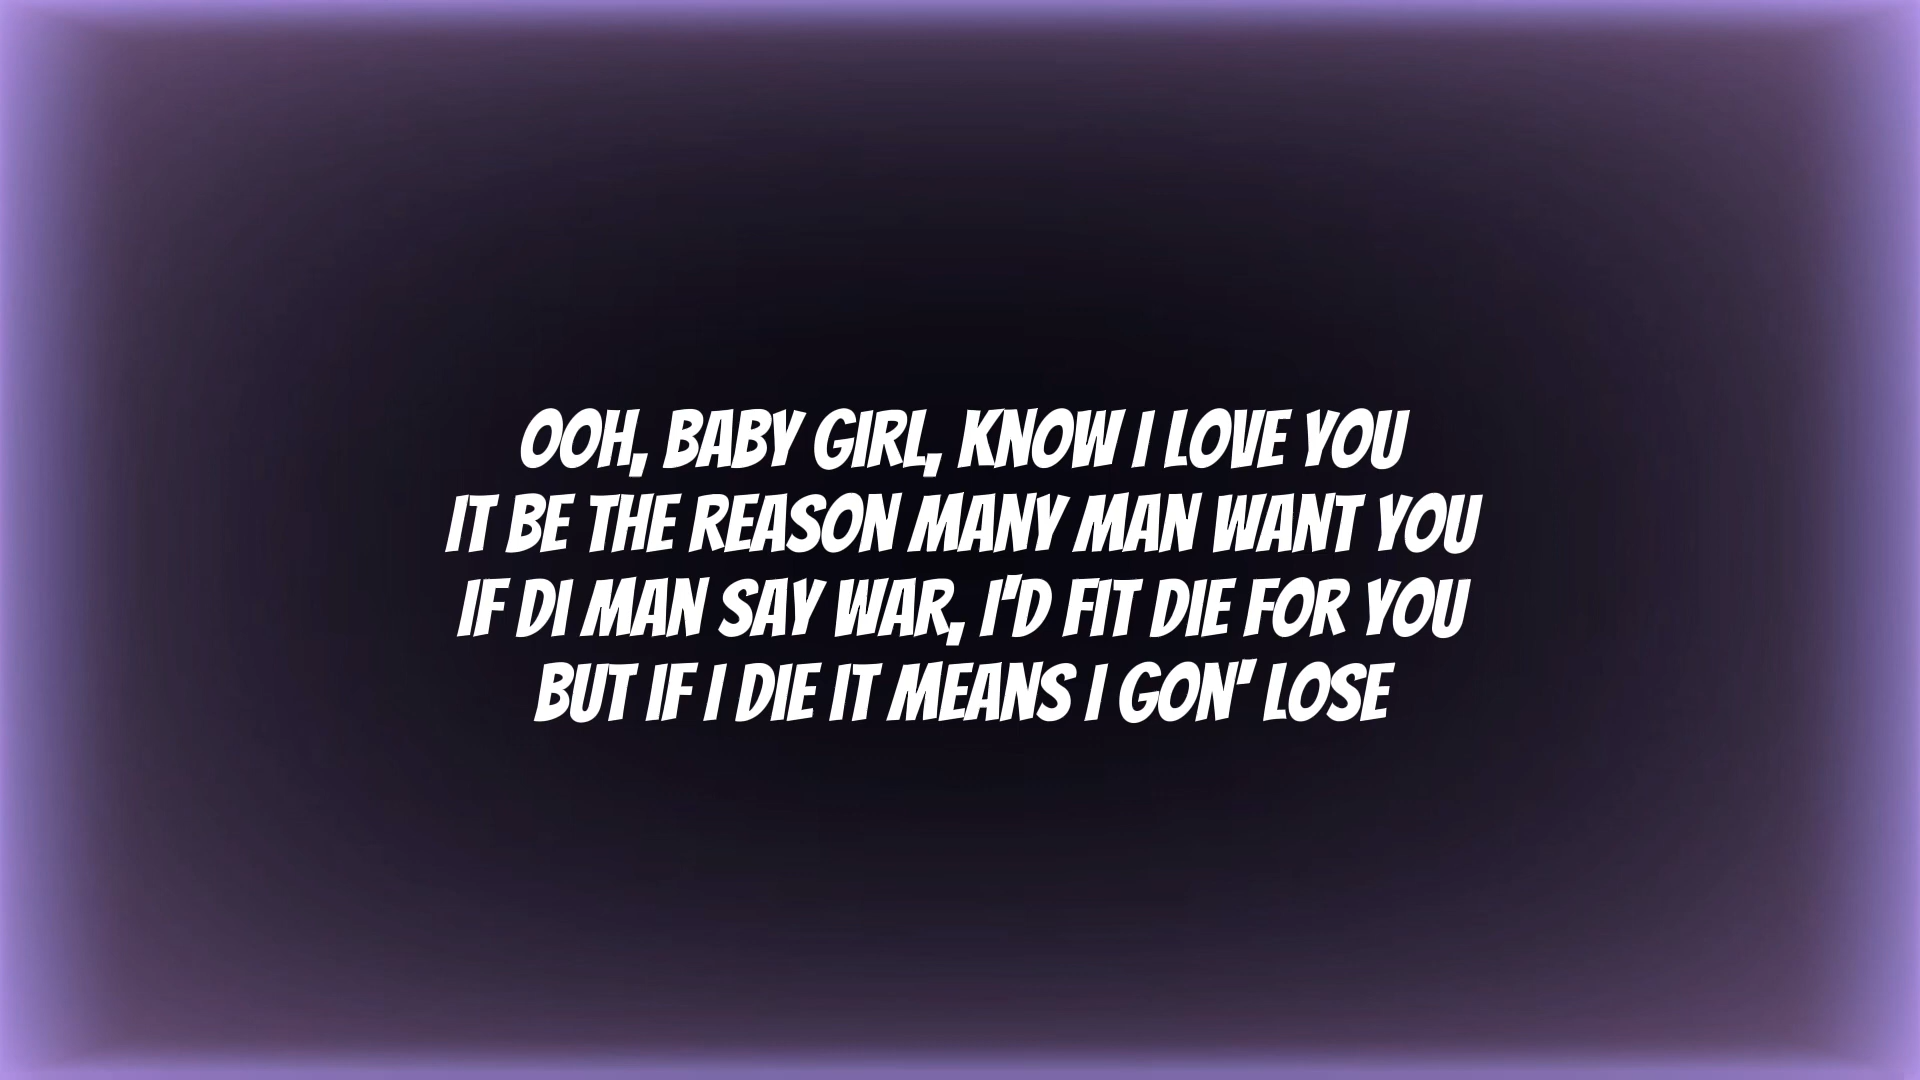 OOH, BABY GIRL, KNOW I LOVE YOU
IT BE THE REASON MANY MAN WANT YOU
IF DI MAN SAY WAR, I'D FIT DIE FOR YOU
BUT IF I DIE IT MEANS I GON' LOSE